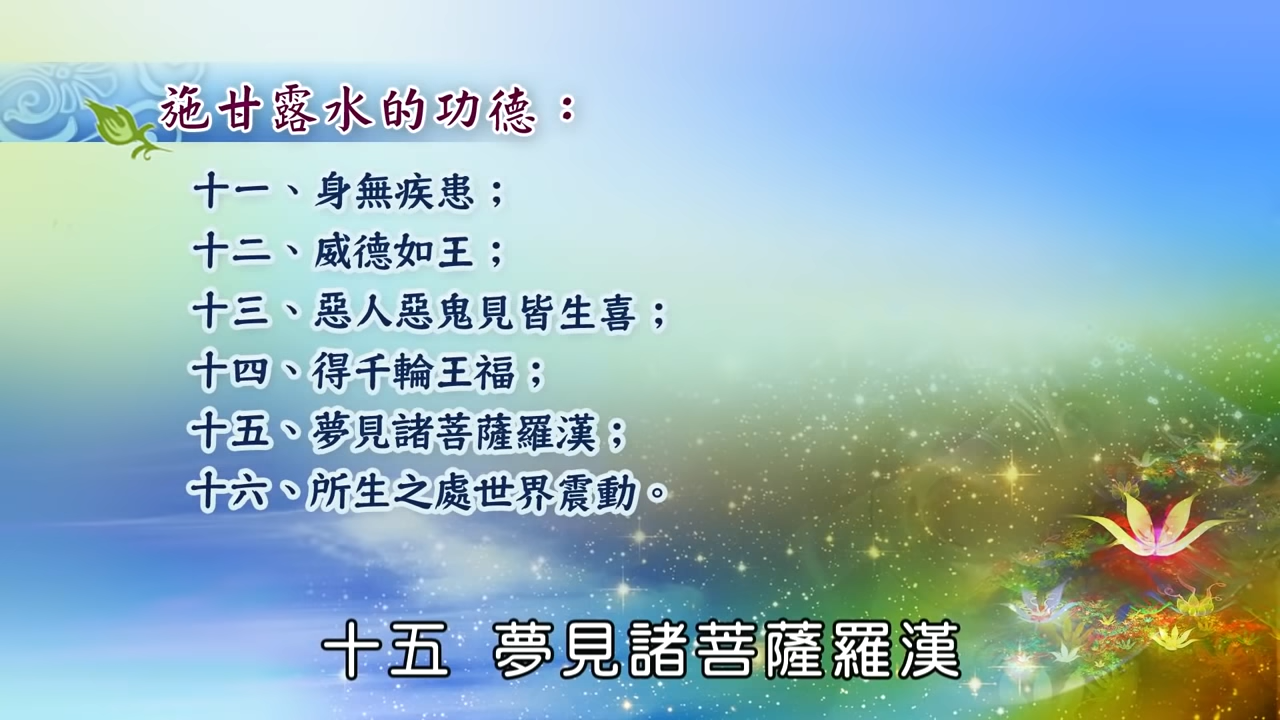 施甘露水的功德：
十一、身無疾患；
十二、威德如王；
十三、惡人惡鬼見皆生喜；
十四、得千輪王福；
十五、夢見諸菩薩羅漢；
十六、所生之處世界震動。
十五 夢見諸菩薩羅漢